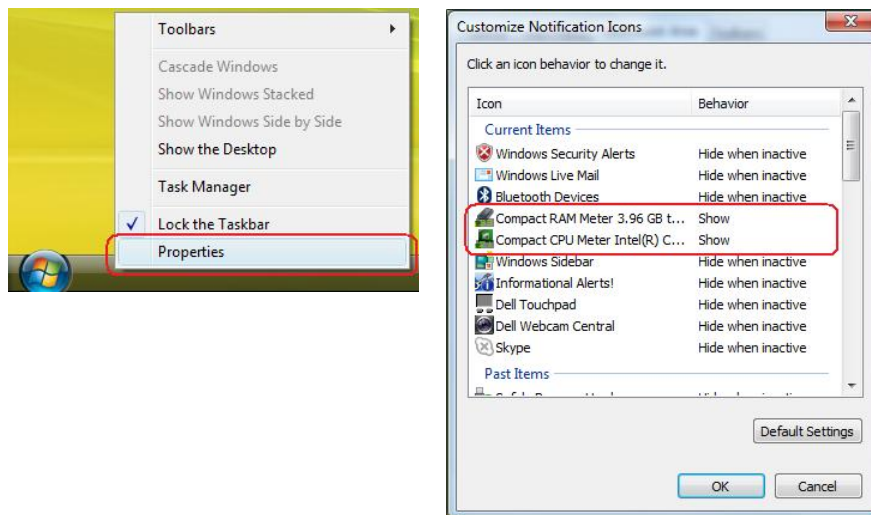 Toolbars
Cascade Windows
Show Windows Stacked
Show Windows Side by Side
Show the Desktop
Task Manager
Lock the Taskbar
Properties
Customize Notification Icons
Click an icon behavior to change it.
Icon Behavior
Current Items
Windows Security Alerts Hide when inactive
Windows Live Mail Hide when inactive
Bluetooth Devices Hide when inactive
Compact RAM Meter 3.96 GB t... Show
Compact CPU Meter Intel(R) C... Show
Windows Sidebar Hide when inactive
Informational Alerts! Hide when inactive
Dell Touchpad Hide when inactive
Dell Webcam Central Hide when inactive
Skype Hide when inactive
Past Items
Default Settings
OK Cancel